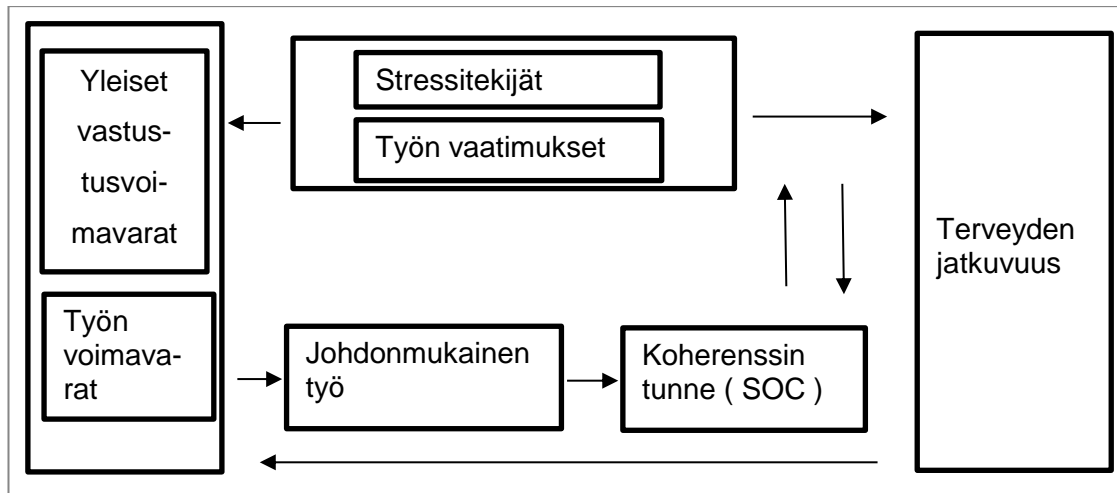 Yleiset
vastus-
tusvoi-
mavarat
Työn
voimava-
rat
Stressitekijät
Työn vaatimukset
Johdonmukainen
työ
Koherenssin
tunne ( SOC )
Terveyden
jatkuvuus